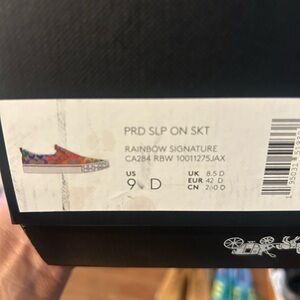 PRD SLP ON SKT
RAINBOW SIGNATURE
CA284 RBW 10011275JAX
US UK 8.5 D
9 D EUR 42 D
CN 260 D